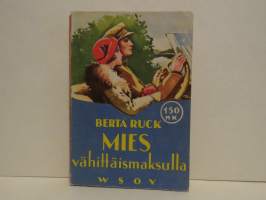 150
MK
BERTA RUCK
MIES
vähittäismaksulla
WSOY